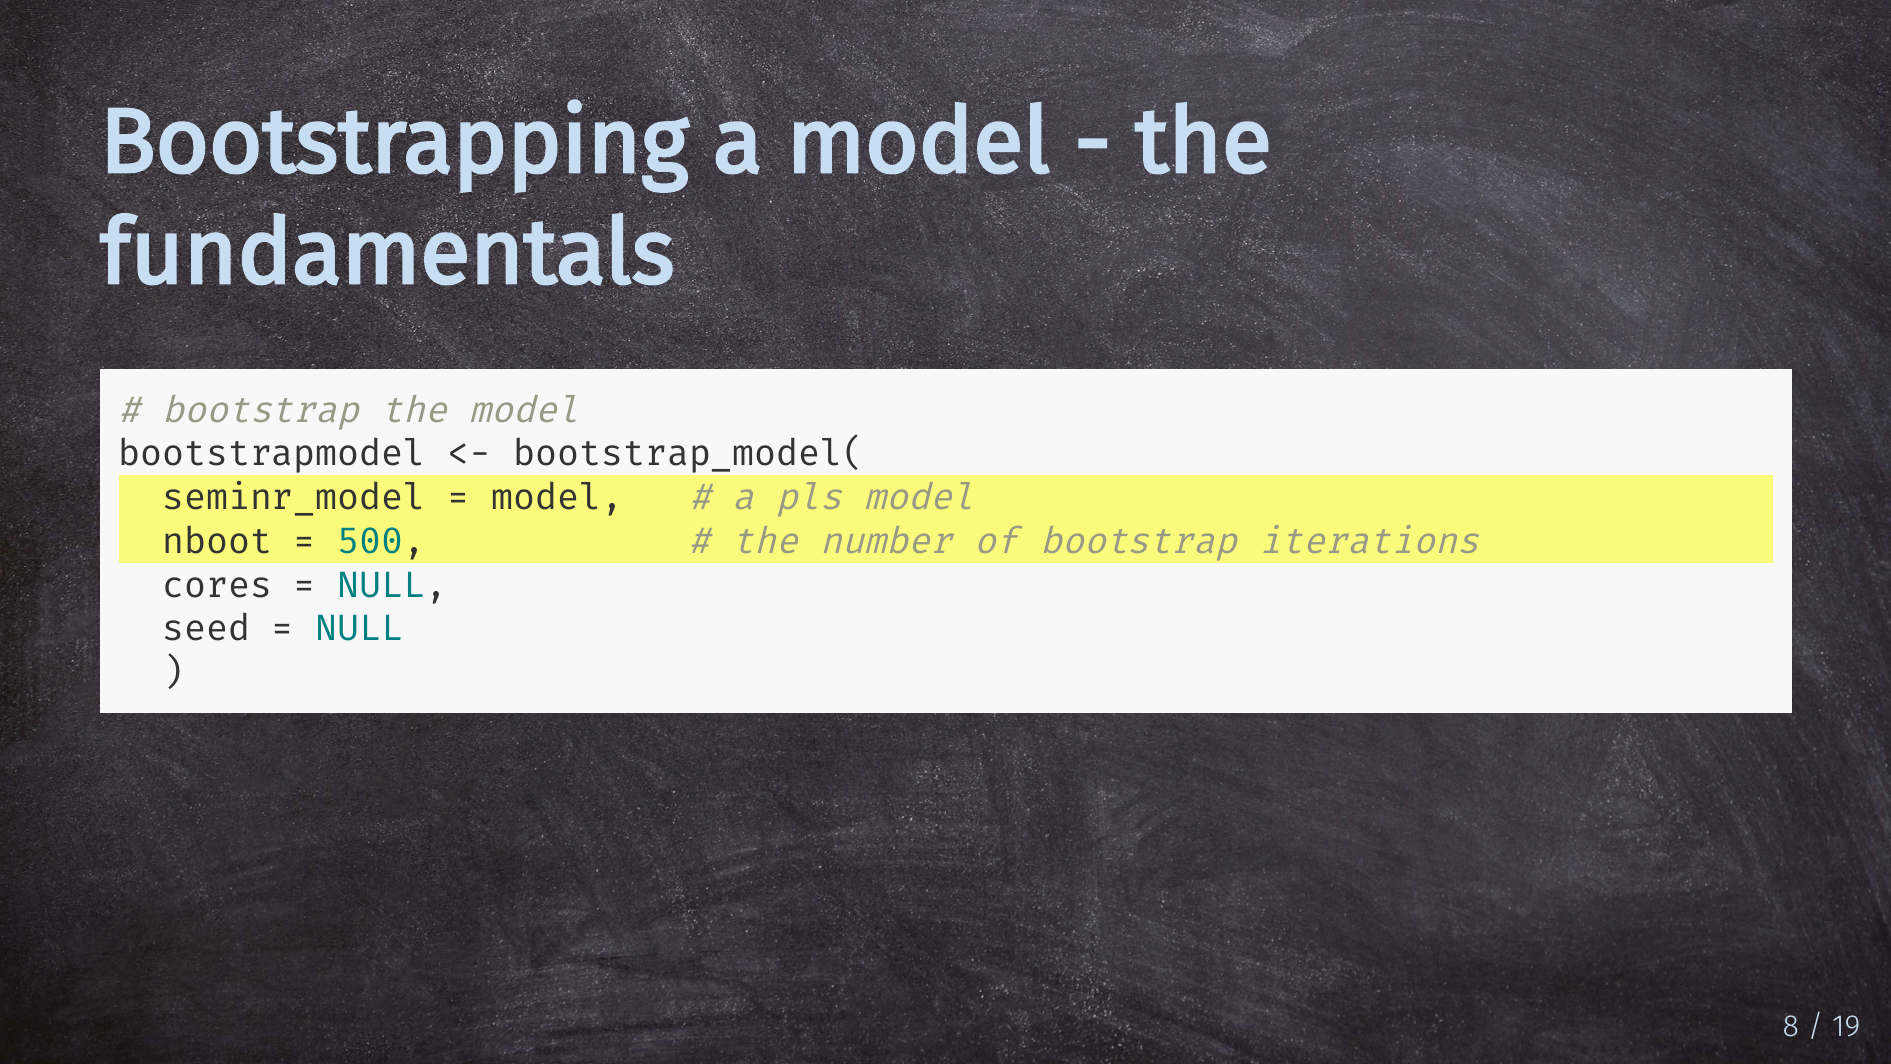 Bootstrapping a model - the
fundamentals
# bootstrap the model
bootstrapmodel <- bootstrap_model(
  seminr_model = model,   # a pls model
  nboot = 500,            # the number of bootstrap iterations
  cores = NULL,
  seed = NULL
  )
8 / 19